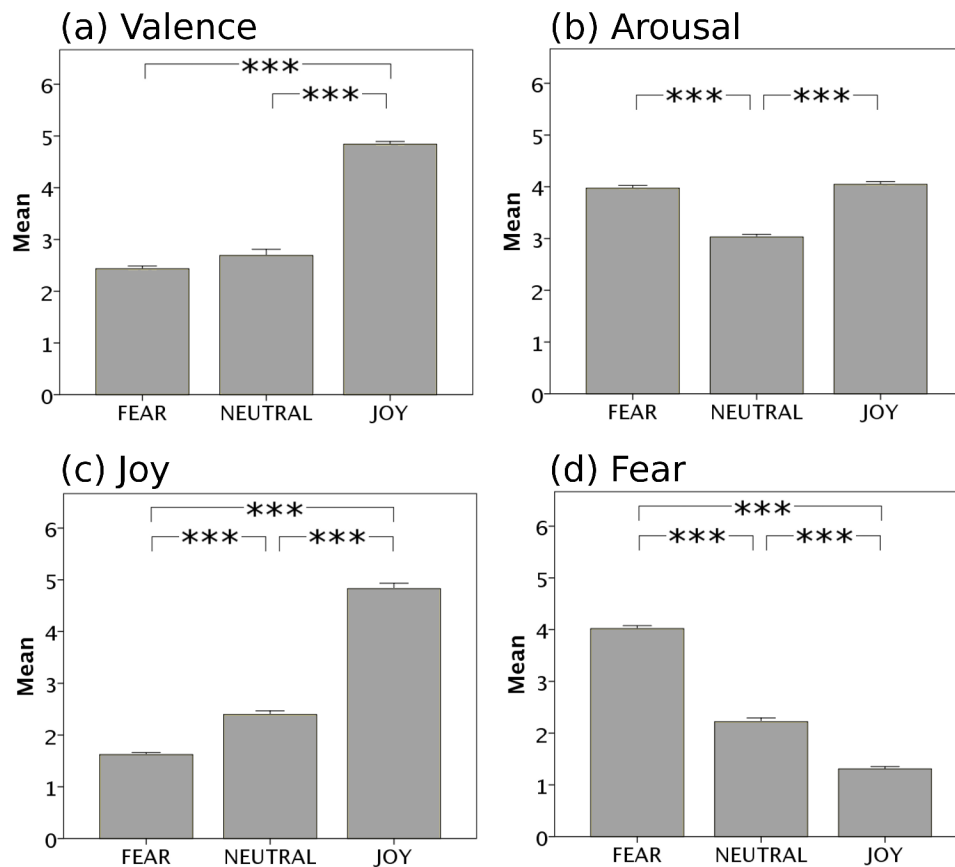 (a) Valence
***
***
6
5
4
3
2
1
0
Mean
FEAR NEUTRAL JOY
(b) Arousal
*** ***
6
5
4
3
2
1
0
Mean
FEAR NEUTRAL JOY
(c) Joy
***
*** ***
6
5
4
3
2
1
0
Mean
FEAR NEUTRAL JOY
(d) Fear
***
*** ***
6
5
4
3
2
1
0
Mean
FEAR NEUTRAL JOY